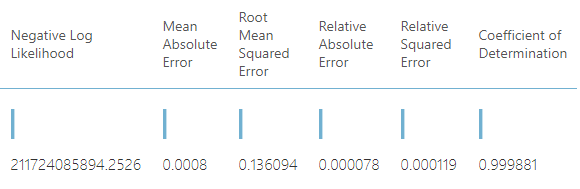 Negative Log
Likelihood
Mean
Absolute
Error
Root
Mean
Squared
Error
Relative
Absolute
Error
Relative
Squared
Error
Coefficient of
Determination
211724085894.2526 0.0008 0.136094 0.000078 0.000119 0.999881